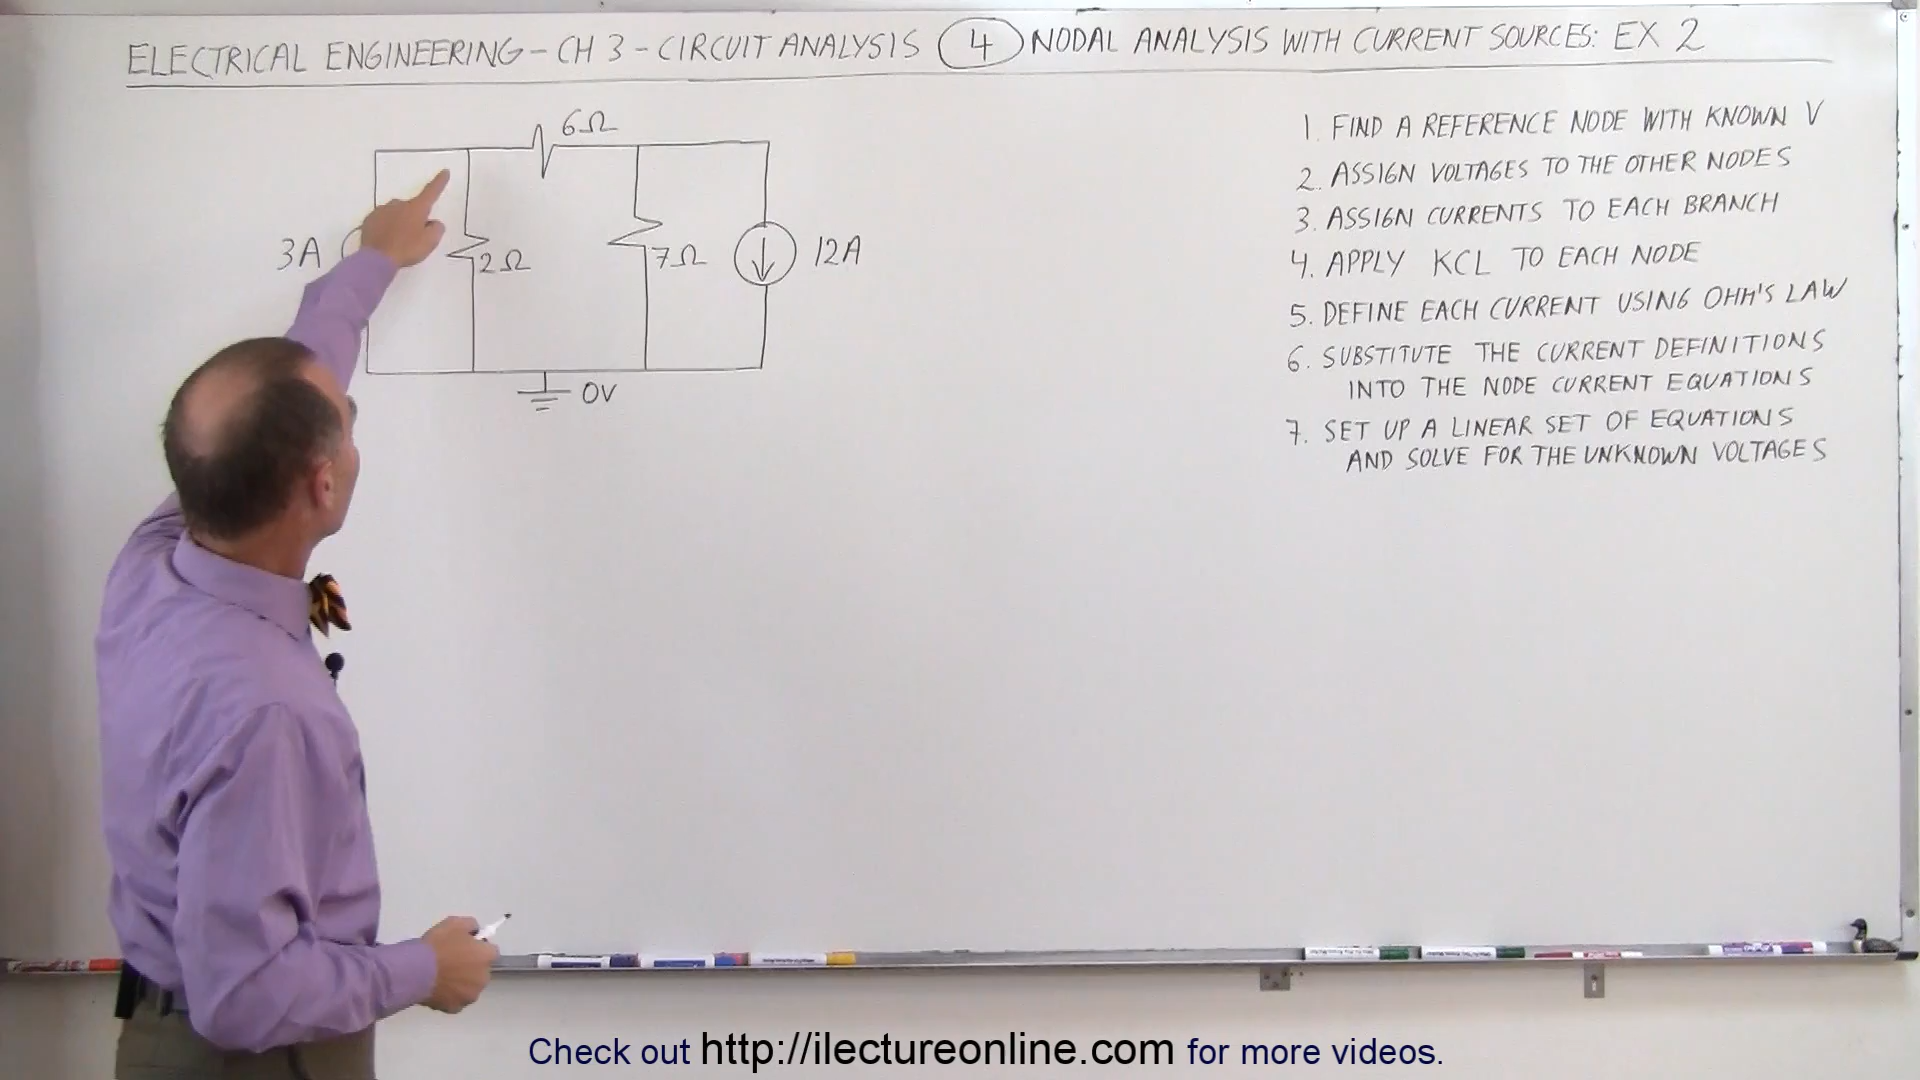 ELECTRICAL ENGINEERING - CH 3 - CIRCUIT ANALYSIS 4 NODAL ANALYSIS WITH CURRENT SOURCES: EX 2
6Ω
3A
2Ω
7Ω
12A
0V
1. FIND A REFERENCE NODE WITH KNOWN V
2. ASSIGN VOLTAGES TO THE OTHER NODES
3. ASSIGN CURRENTS TO EACH BRANCH
4. APPLY KCL TO EACH NODE
5. DEFINE EACH CURRENT USING OHH'S LAW
6. SUBSTITUTE THE CURRENT DEFINITIONS
INTO THE NODE CURRENT EQUATIONS
7. SET UP A LINEAR SET OF EQUATIONS
AND SOLVE FOR THE UNKNOWN VOLTAGES
Check out http://ilectureonline.com for more videos.